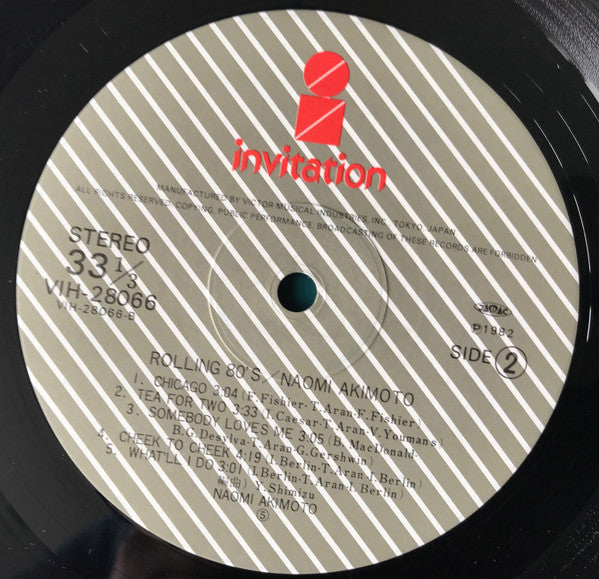 invitation
MANUFACTURED BY VICTOR MUSICAL INDUSTRIES, INC. TOKYO, JAPAN
ALL RIGHTS RESERVED. COPYING, PUBLIC PERFORMANCE, BROADCASTING OF THESE RECORDS ARE FORBIDDEN
STEREO
33 1/3
VIH-28066
VIH-28066-B
JASRAC
P1982
SIDE 2
ROLLING 80'S / NAOMI AKIMOTO
1. CHICAGO 3:04 (F. Fishier-T. Aran-F. Fishier)
2. TEA FOR TWO 3:33 (I. Caesar-T. Aran-V. Youmans)
3. SOMEBODY LOVES ME 3:05 (B. MacDonald-
B.G. Desylva-T. Aran-G. Gershwin)
4. CHEEK TO CHEEK 4:19 (I. Berlin-T. Aran-I. Berlin)
5. WHAT'LL I DO 3:01 (I. Berlin-T. Aran-I. Berlin)
編曲) Y. Shimizu
NAOMI AKIMOTO
⑤